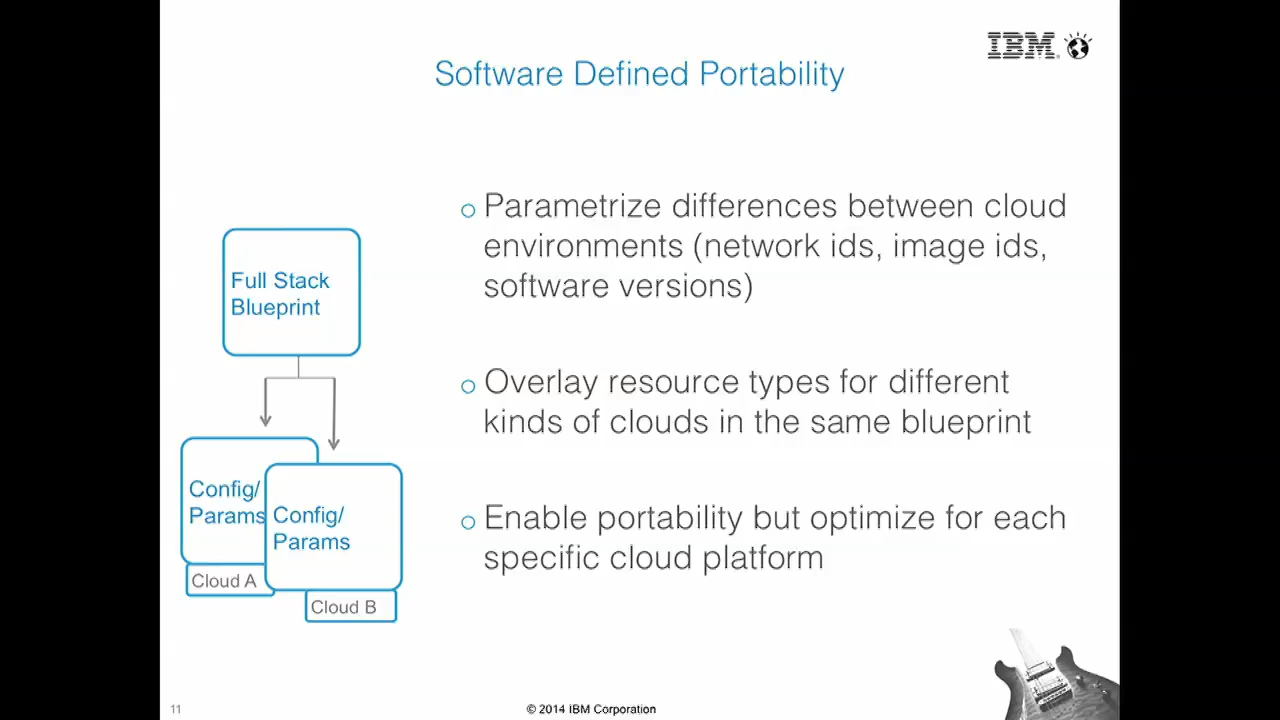 IBM
Software Defined Portability
Full Stack
Blueprint
Config/
Params
Config/
Params
Cloud A
Cloud B
o Parametrize differences between cloud
environments (network ids, image ids,
software versions)
o Overlay resource types for different
kinds of clouds in the same blueprint
o Enable portability but optimize for each
specific cloud platform
11
© 2014 IBM Corporation